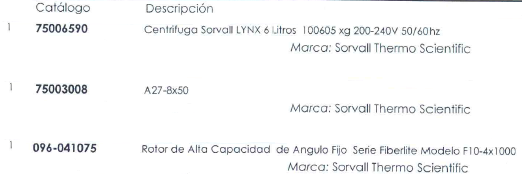 Catálogo Descripción
1 75006590 Centrifuga Sorvall LYNX 6 Litros 100605 xg 200-240V 50/60hz
Marca: Sorvall Thermo Scientific
1 75003008 A27-8x50
Marca: Sorvall Thermo Scientific
1 096-041075 Rotor de Alta Capacidad de Angulo Fijo Serie Fiberlite Modelo F10-4x1000
Marca: Sorvall Thermo Scientific